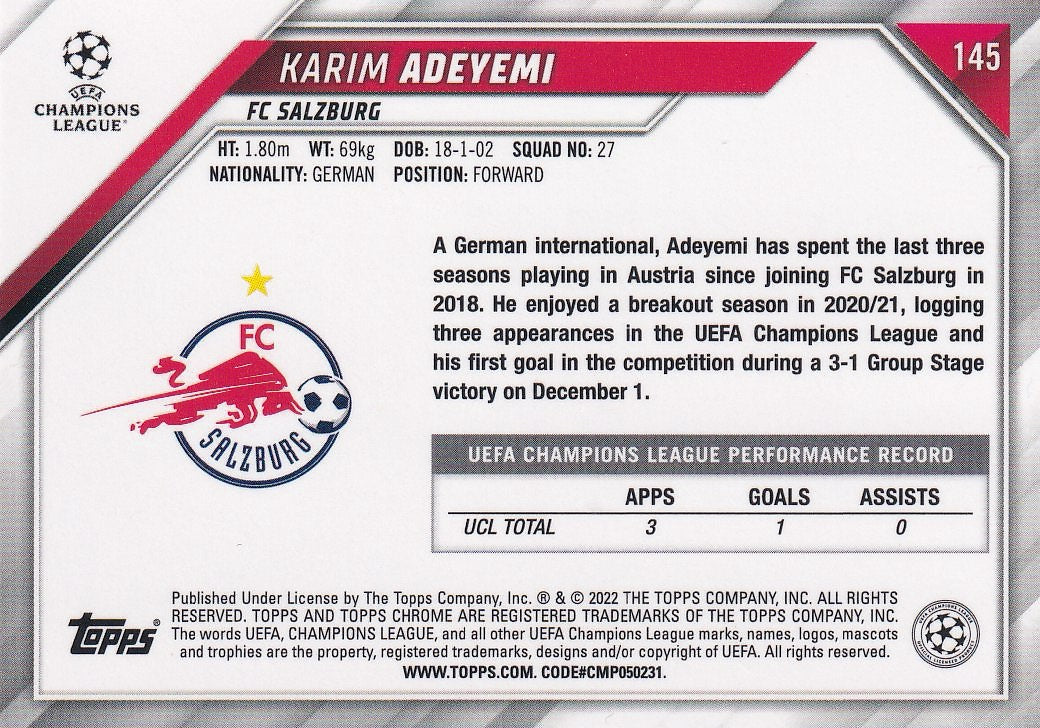 UEFA
CHAMPIONS
LEAGUE®
KARIM ADEYEMI
145
FC SALZBURG
HT: 1.80m WT: 69kg DOB: 18-1-02 SQUAD NO: 27
NATIONALITY: GERMAN POSITION: FORWARD
A German international, Adeyemi has spent the last three
seasons playing in Austria since joining FC Salzburg in
2018. He enjoyed a breakout season in 2020/21, logging
three appearances in the UEFA Champions League and
his first goal in the competition during a 3-1 Group Stage
victory on December 1.
FC
SALZBURG
UEFA CHAMPIONS LEAGUE PERFORMANCE RECORD
APPS GOALS ASSISTS
UCL TOTAL 3 1 0
Published Under License by The Topps Company, Inc. ® & © 2022 THE TOPPS COMPANY, INC. ALL RIGHTS
RESERVED. TOPPS AND TOPPS CHROME ARE REGISTERED TRADEMARKS OF THE TOPPS COMPANY, INC.
The words UEFA, CHAMPIONS LEAGUE, and all other UEFA Champions League marks, names, logos, mascots
and trophies are the property, registered trademarks, designs and/or copyright of UEFA. All rights reserved.
WWW.TOPPS.COM. CODE#CMP050231.
topps®
UEFA CHAMPIONS LEAGUE
OFFICIAL LICENSED PRODUCT